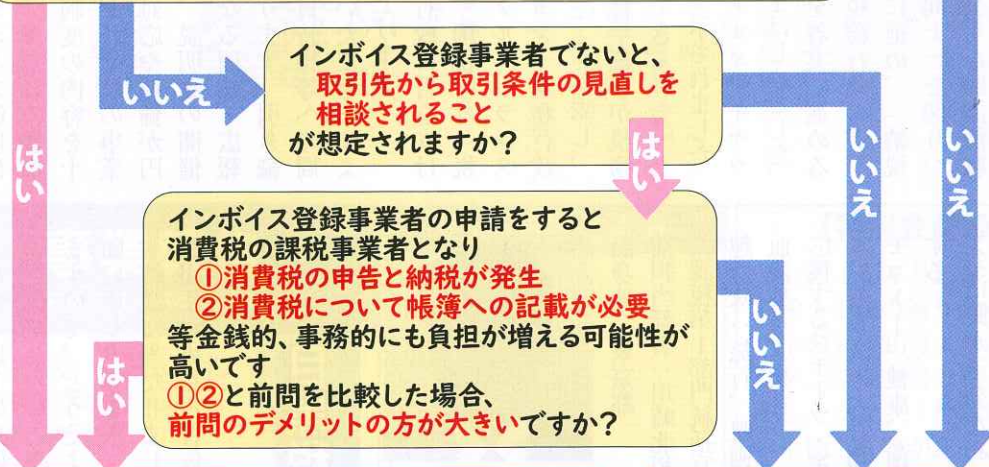 いいえ
インボイス登録事業者でないと、
取引先から取引条件の見直しを
相談されること
が想定されますか?
はい
はい
いいえ
いいえ
インボイス登録事業者の申請をすると
消費税の課税事業者となり
①消費税の申告と納税が発生
②消費税について帳簿への記載が必要
等金銭的、事務的にも負担が増える可能性が
高いです
①②と前問を比較した場合、
前問のデメリットの方が大きいですか?
はい
いいえ